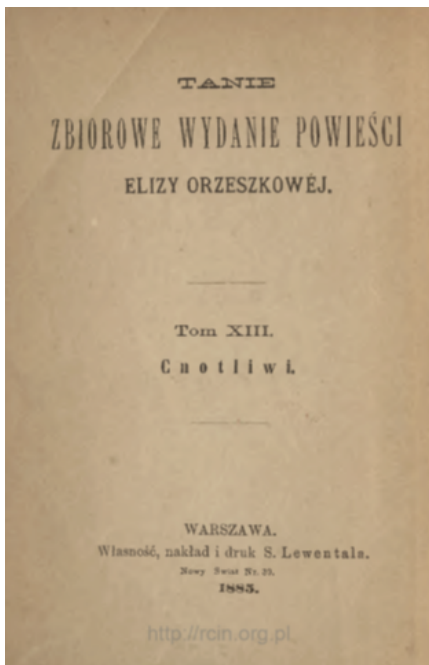 TANIE
ZBIOROWE WYDANIE POWIEŚCI
ELIZY ORZESZKOWÉJ.
Tom XIII.
Cnotliwi.
WARSZAWA.
Własność, nakład i druk S. Lewentala.
Nowy Świat Nr. 39.
1885.
http://rcin.org.pl